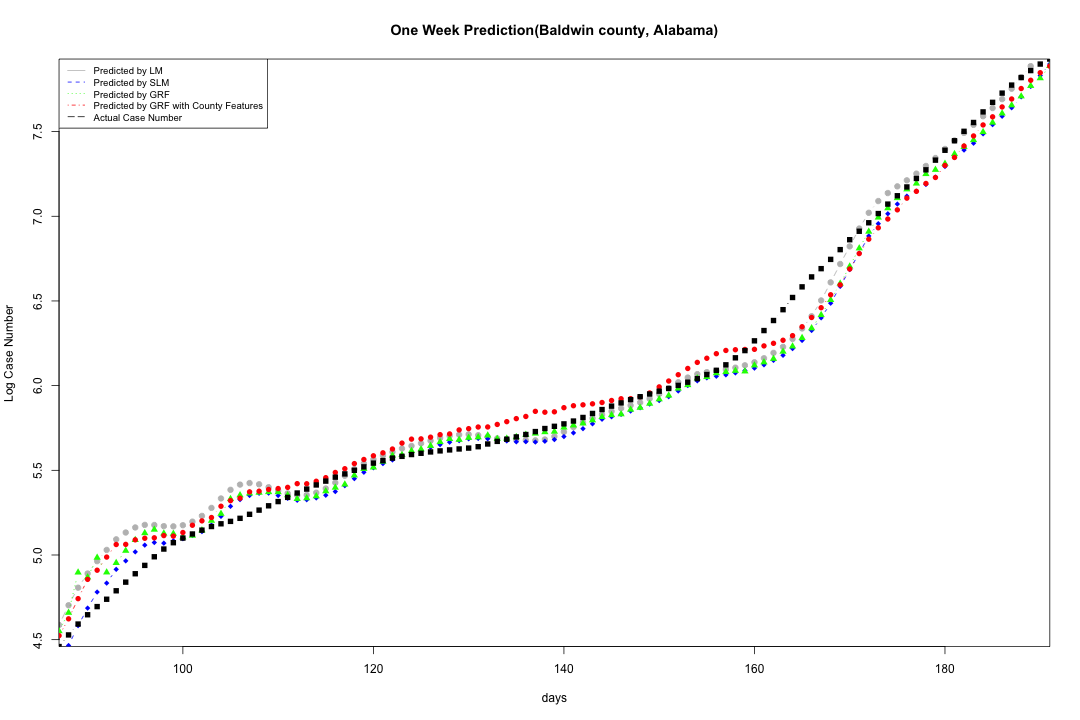 One Week Prediction(Baldwin county, Alabama)
Predicted by LM
Predicted by SLM
Predicted by GRF
Predicted by GRF with County Features
Actual Case Number
Log Case Number
7.5
7.0
6.5
6.0
5.5
5.0
4.5
100
120
140
160
180
days